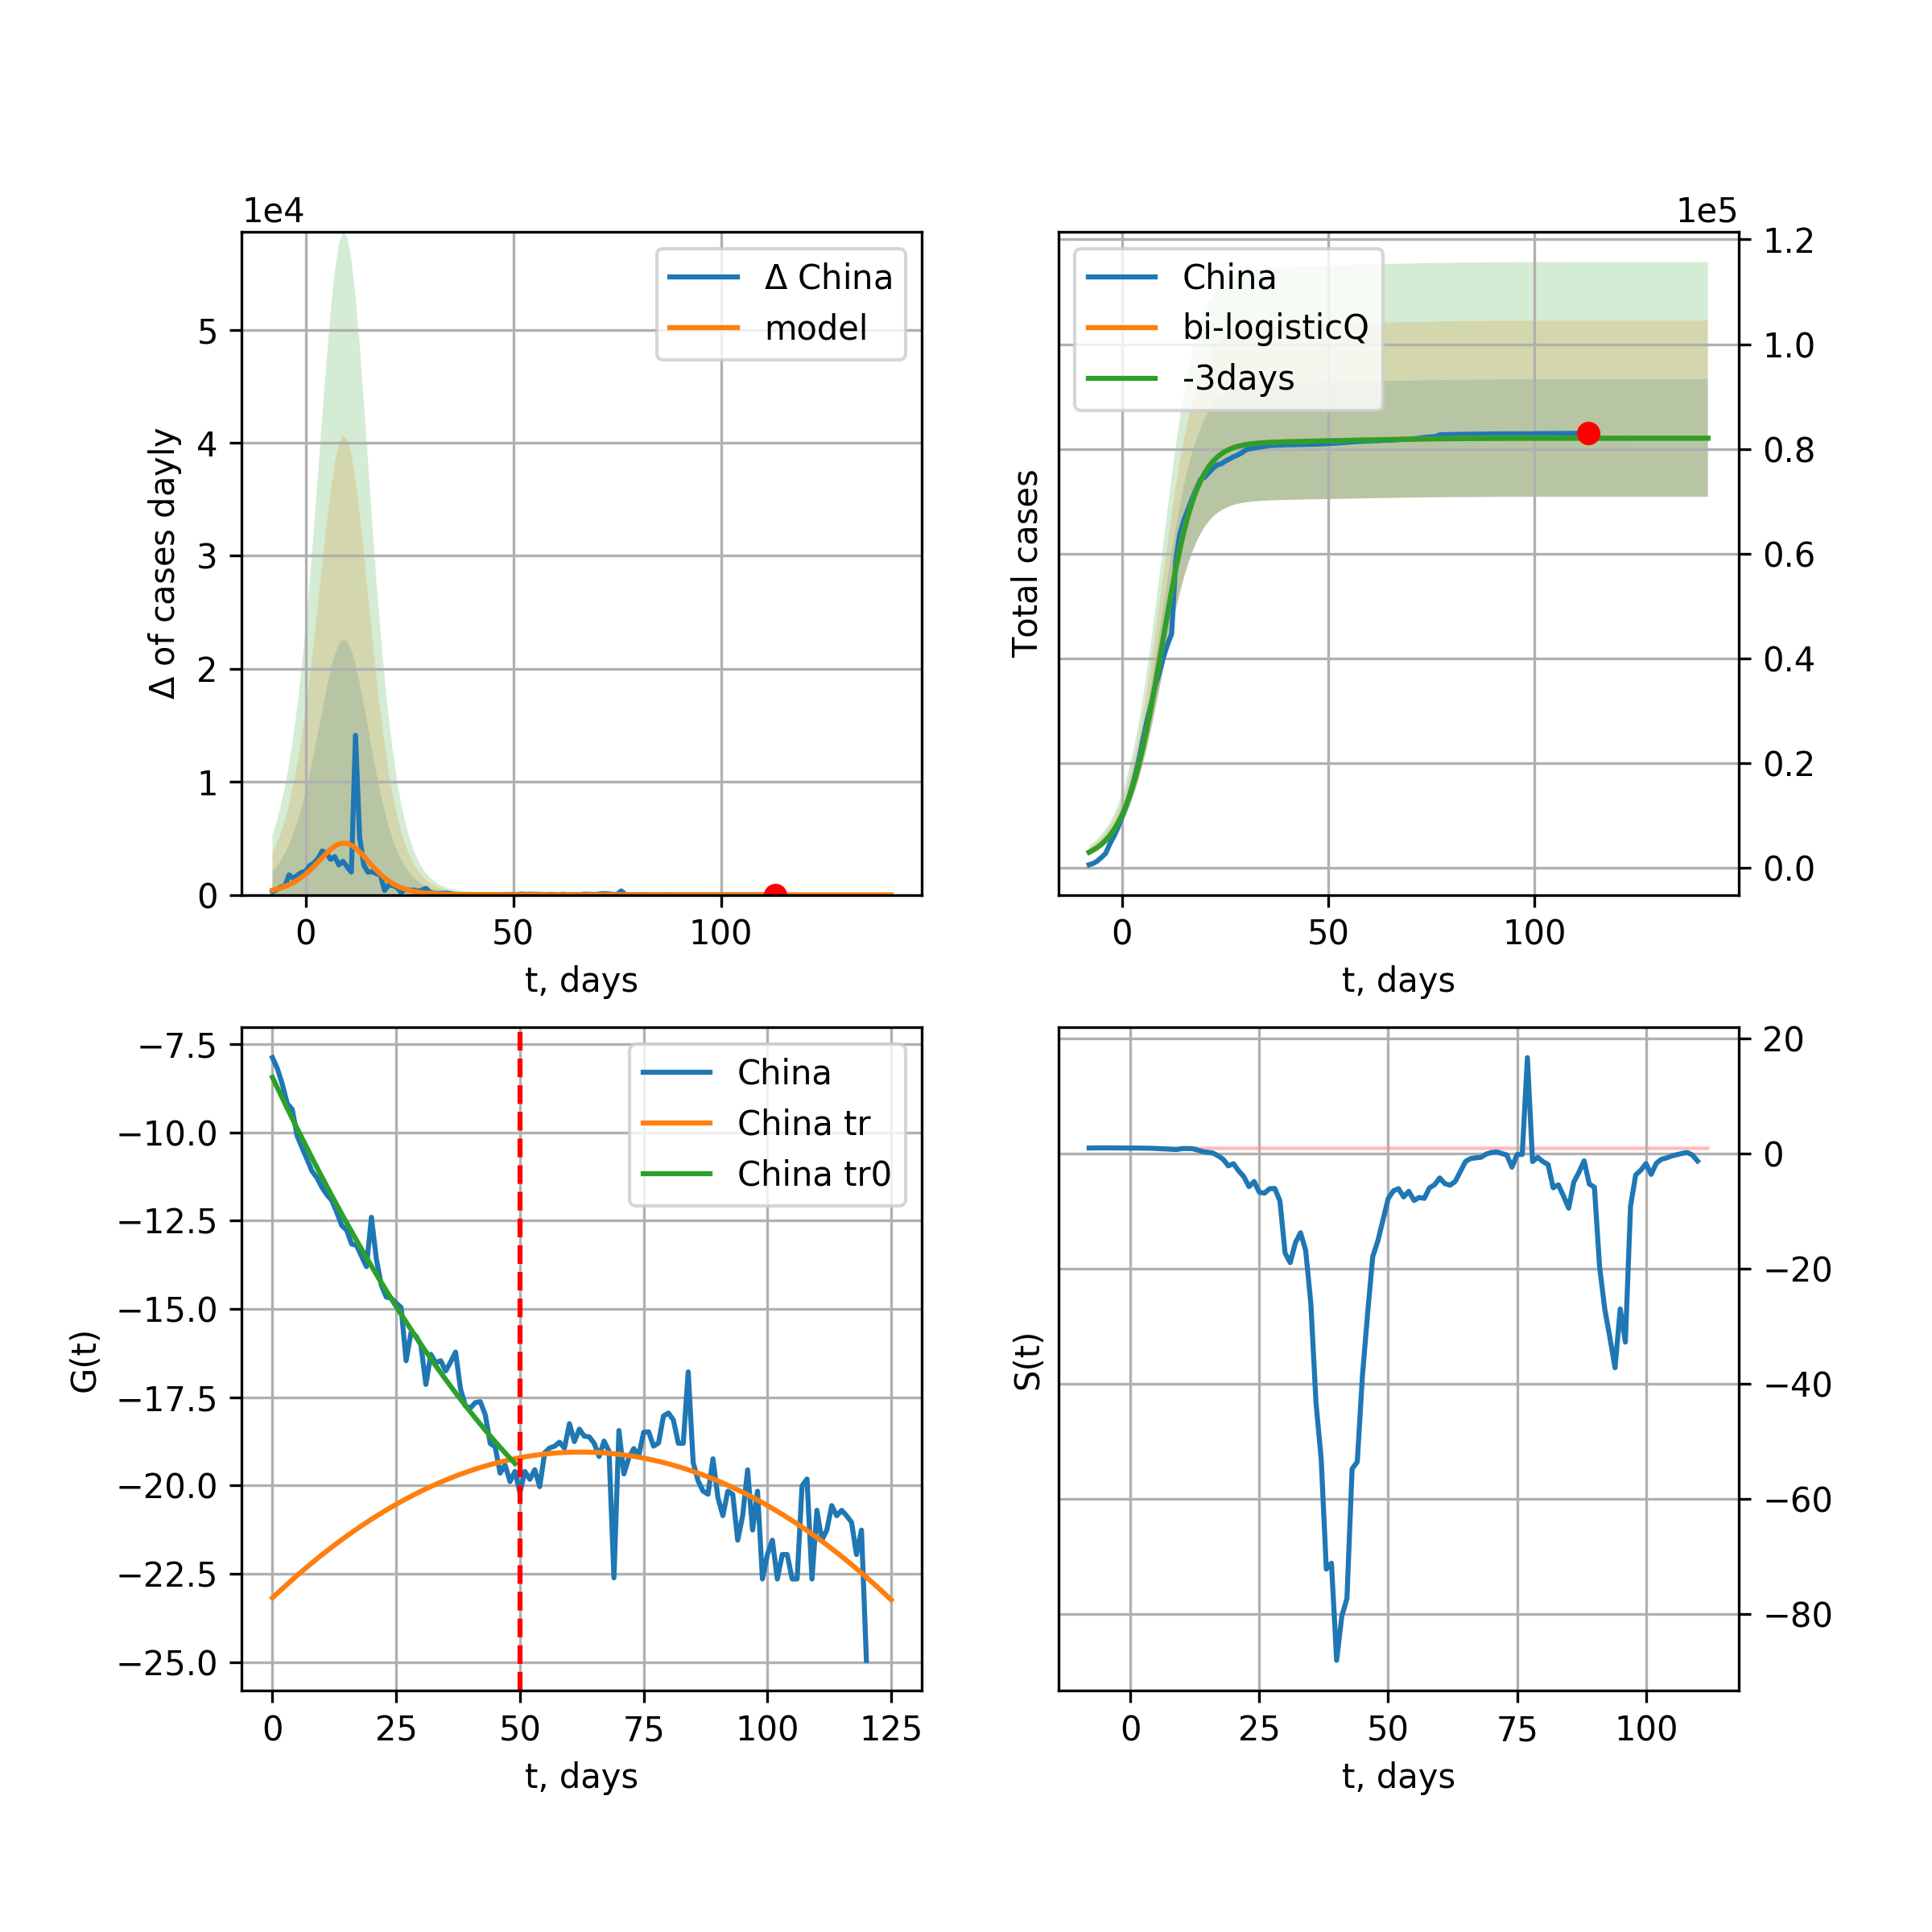 1e4
Δ China
model
5
4
3
2
1
0
Δ of cases dayly
0 50 100
t, days
1e5
China
bi-logisticQ
-3days
1.2
1.0
0.8
0.6
0.4
0.2
0.0
Total cases
0 50 100
t, days
China
China tr
China tr0
−7.5
−10.0
−12.5
−15.0
−17.5
−20.0
−22.5
−25.0
G(t)
0 25 50 75 100 125
t, days
20
0
−20
−40
−60
−80
S(t)
0 25 50 75 100
t, days